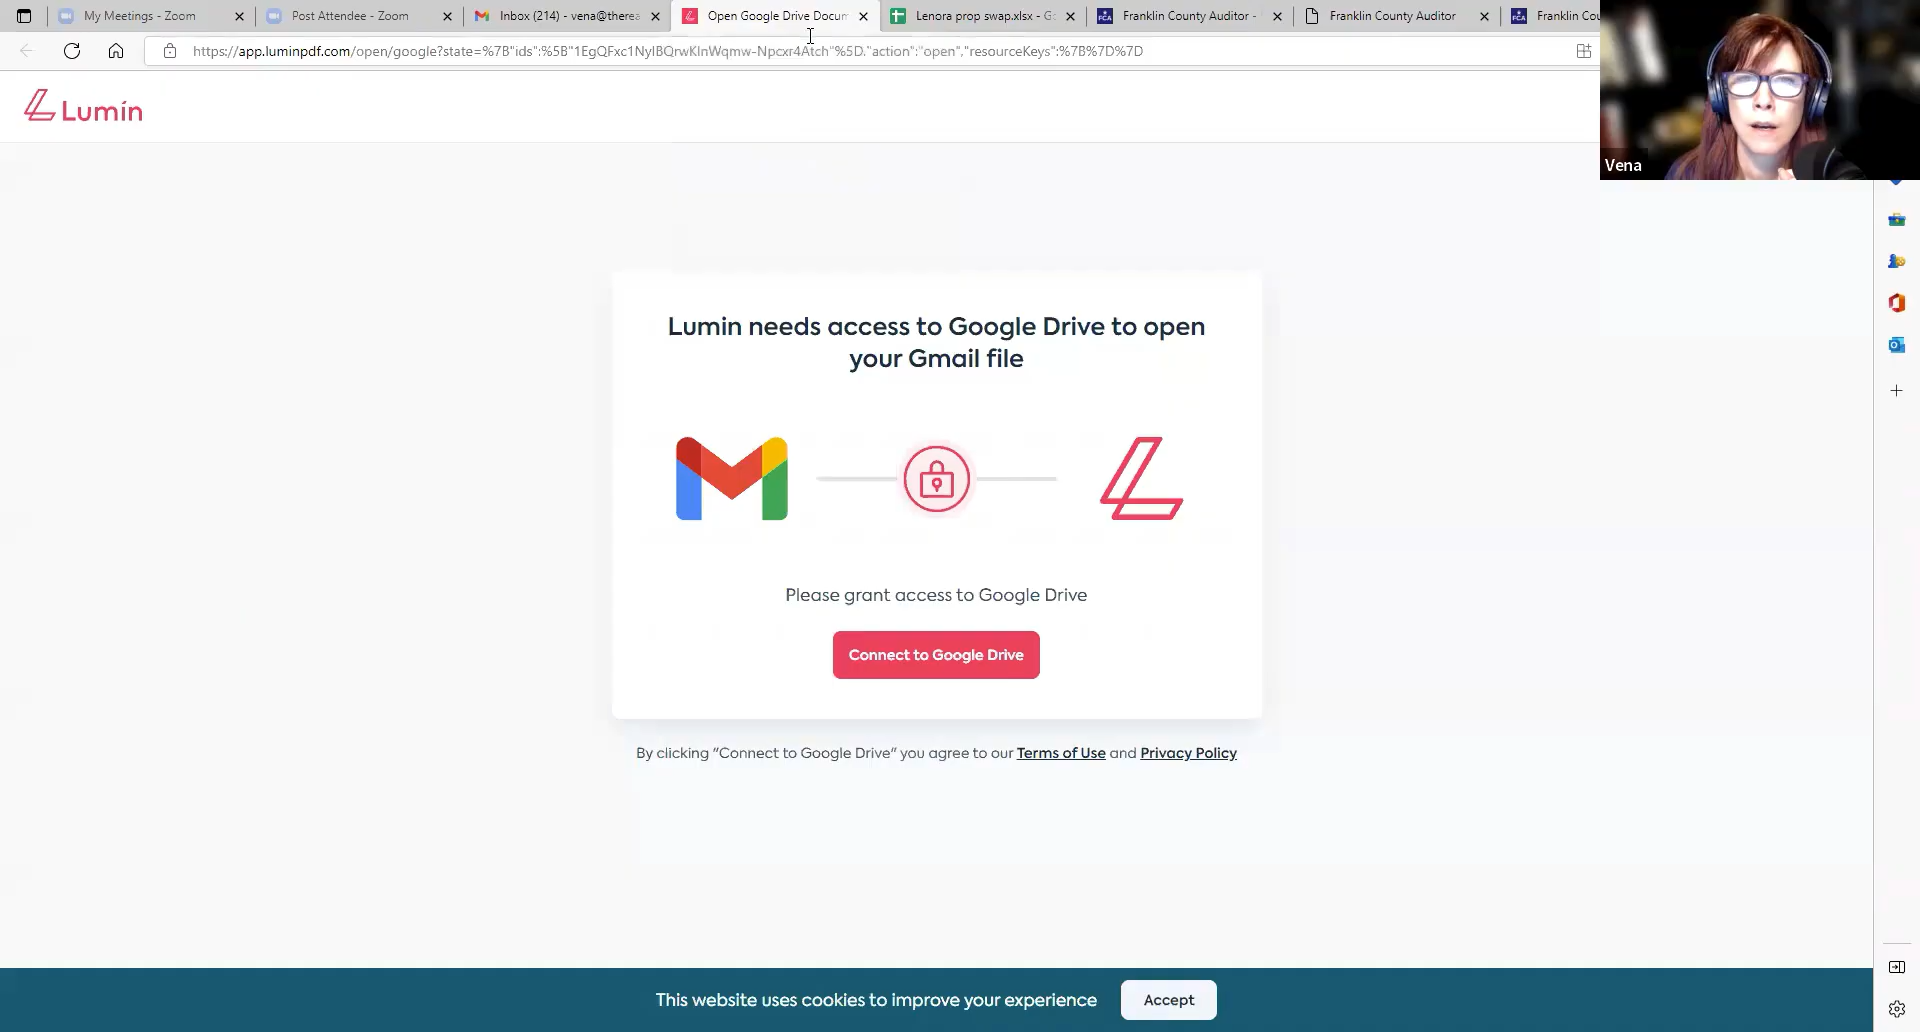 My Meetings - Zoom
Post Attendee - Zoom
Inbox (214) - vena@therea
Open Google Drive Docum
Lenora prop swap.xlsx - Go
Franklin County Auditor -
Franklin County Auditor
Franklin Cou
https://app.luminpdf.com/open/google?state=%7B"ids":%5B"1EgQFxc1NylBQrwKlnWqmw-Npcxr4Atch"%5D,"action":"open","resourceKeys":%7B%7D%7D
Lumin
Vena
Lumin needs access to Google Drive to open
your Gmail file
Please grant access to Google Drive
Connect to Google Drive
By clicking "Connect to Google Drive" you agree to our Terms of Use and Privacy Policy
This website uses cookies to improve your experience
Accept